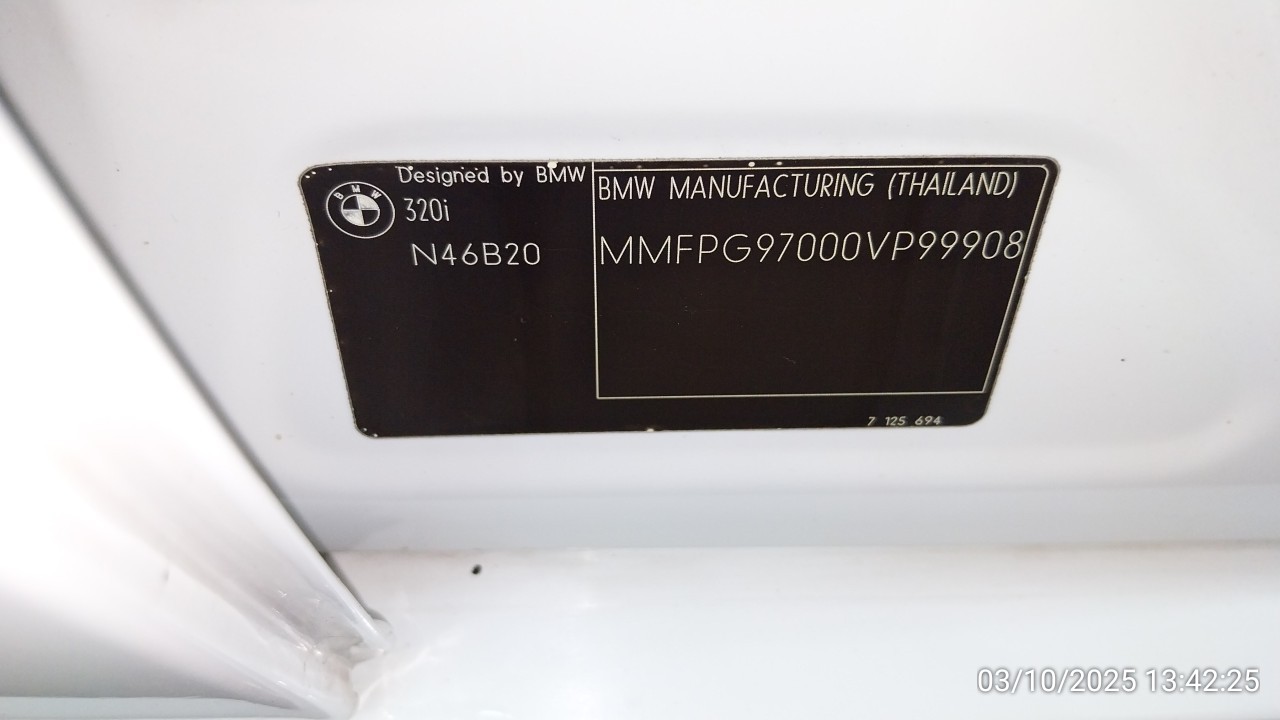 Designed by BMW
BMW
320i
N46B20
BMW MANUFACTURING (THAILAND)
MMFPG97000VP99908
7 125 694
03/10/2025 13:42:25